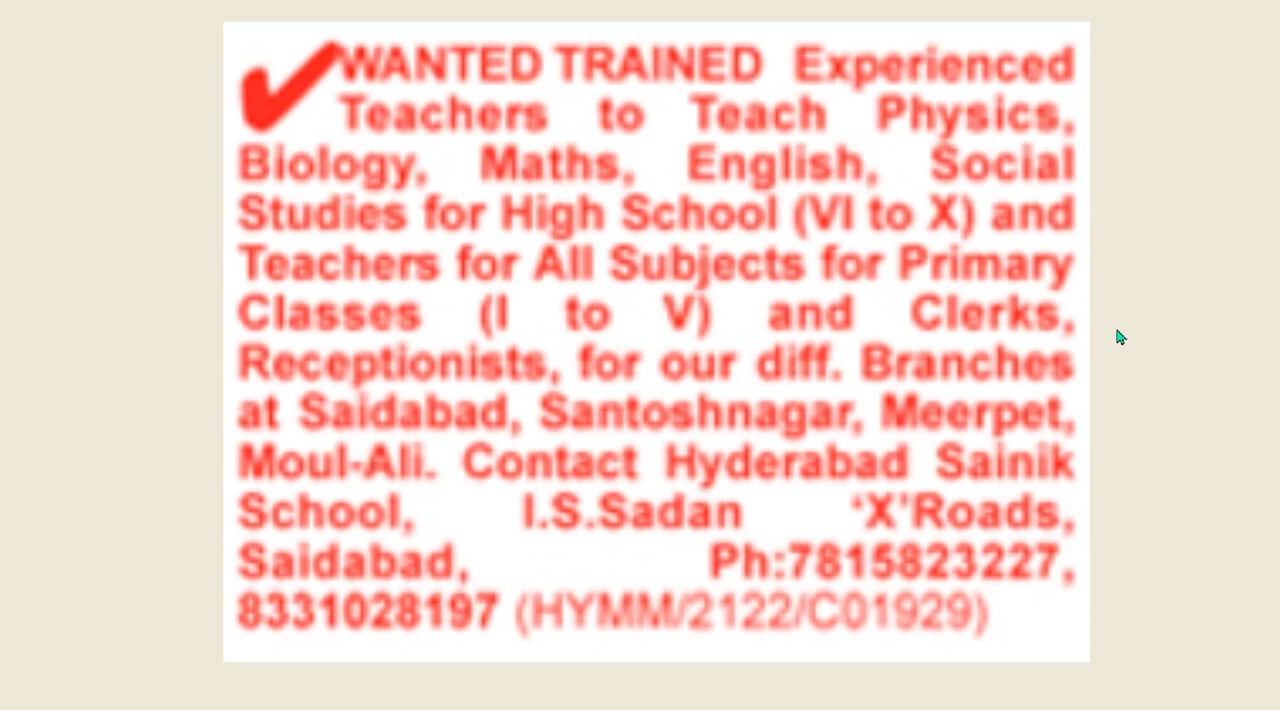 WANTED TRAINED Experienced
Teachers to Teach Physics,
Biology, Maths, English, Social
Studies for High School (VI to X) and
Teachers for All Subjects for Primary
Classes (I to V) and Clerks,
Receptionists, for our diff. Branches
at Saidabad, Santoshnagar, Meerpet,
Moul-Ali. Contact Hyderabad Sainik
School, I.S.Sadan ‘X’Roads,
Saidabad, Ph:7815823227,
8331028197 (HYMM/2122/C01929)